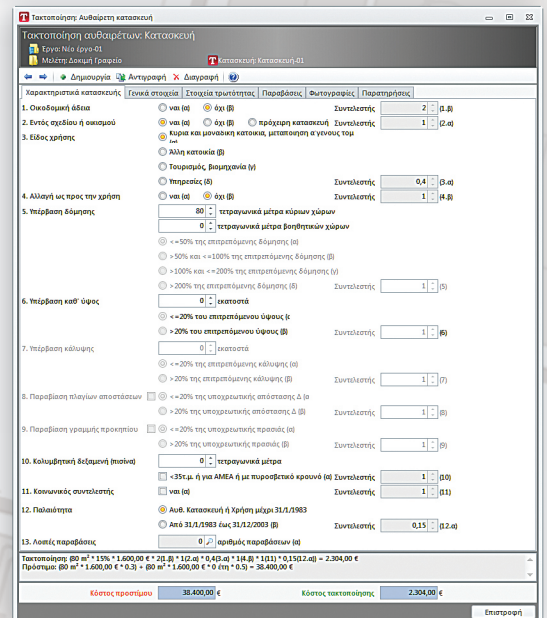 Τακτοποίηση: Αυθαίρετη κατασκευή
Τακτοποίηση αυθαιρέτων: Κατασκευή
Εργο: Νέο έργο-01
Μελέτη: Δοκιμή Γραφείο Κατασκευή: Κατασκευή-01
Δημιουργία Αντιγραφή Διαγραφή
Χαρακτηριστικά κατασκευής Γενικά στοιχεία Στοιχεία τρωτότητας Παραβάσεις Φωτογραφίες Παρατηρήσεις
1. Οικοδομική άδεια ναι (α) όχι (β) Συντελεστής 2 (1.β)
2. Εντός σχεδίου ή οικισμού ναι (α) όχι (β) πρόχειρη κατασκευή Συντελεστής 1 (2.α)
3. Είδος χρήσης Κυρια και μοναδικη κατοικια, μεταποιηση α΄γενους τομ
Άλλη κατοικία (β)
Τουρισμός, βιομηχανία (γ)
Υπηρεσίες (δ) Συντελεστής 0,4 (3.α)
4. Αλλαγή ως προς την χρήση ναι (α) όχι (β) Συντελεστής 1 (4.β)
5. Υπέρβαση δόμησης 80 τετραγωνικά μέτρα κύριων χώρων
0 τετραγωνικά μέτρα βοηθητικών χώρων
<=50% της επιτρεπόμενης δόμησης (α)
>50% και <=100% της επιτρεπόμενης δόμησης (β)
>100% και <=200% της επιτρεπόμενης δόμησης (γ)
>200% της επιτρεπόμενης δόμησης (δ) Συντελεστής 1 (5)
6. Υπέρβαση καθ' ύψος 0 εκατοστά
<=20% του επιτρεπόμενου ύψους (ε
>20% του επιτρεπόμενου ύψους (β) Συντελεστής 1 (6)
7. Υπέρβαση κάλυψης 0 εκατοστά
<=20% της επιτρεπόμενης κάλυψης (α)
>20% της επιτρεπόμενης κάλυψης (β) Συντελεστής 1 (7)
8. Παραβίαση πλαγίων αποστάσεων <=20% της υποχρεωτικής απόστασης Δ (α
>20% της υποχρεωτικής απόστασης Δ (β) Συντελεστής 1 (8)
9. Παραβίαση γραμμής προκηπίου <=20% της υποχρεωτικής πρασιάς (α)
>20% της υποχρεωτικής πρασιάς (β) Συντελεστής 1 (9)
10. Κολυμβητική δεξαμενή (πισίνα) 0 τετραγωνικά μέτρα
<35τ.μ. ή για ΑΜΕΑ ή με πυροσβετικό κρουνό (α) Συντελεστής 1 (10)
11. Κοινωνικός συντελεστής ναι (α) Συντελεστής 1 (11)
12. Παλαιότητα Αυθ. Κατασκευή ή Χρήση μέχρι 31/1/1983
Από 31/1/1983 έως 31/12/2003 (β) Συντελεστής 0,15 (12.α)
13. Λοιπές παραβάσεις 0 αριθμός παραβάσεων (α)
Τακτοποίηση: (80 m² * 15% * 1.600,00 € * 2(1.β) * 1(2.α) * 0,4(3.α) * 1(4.β) * 1(11) * 0,15(12.α)) = 2.304,00 €
Πρόστιμο: (80 m² * 1.600,00 € * 0.3) + (80 m² * 1.600,00 € * 0 έτη * 0.5) = 38.400,00 €
Κόστος προστίμου 38.400,00 € Κόστος τακτοποίησης 2.304,00 €
Επιστροφή